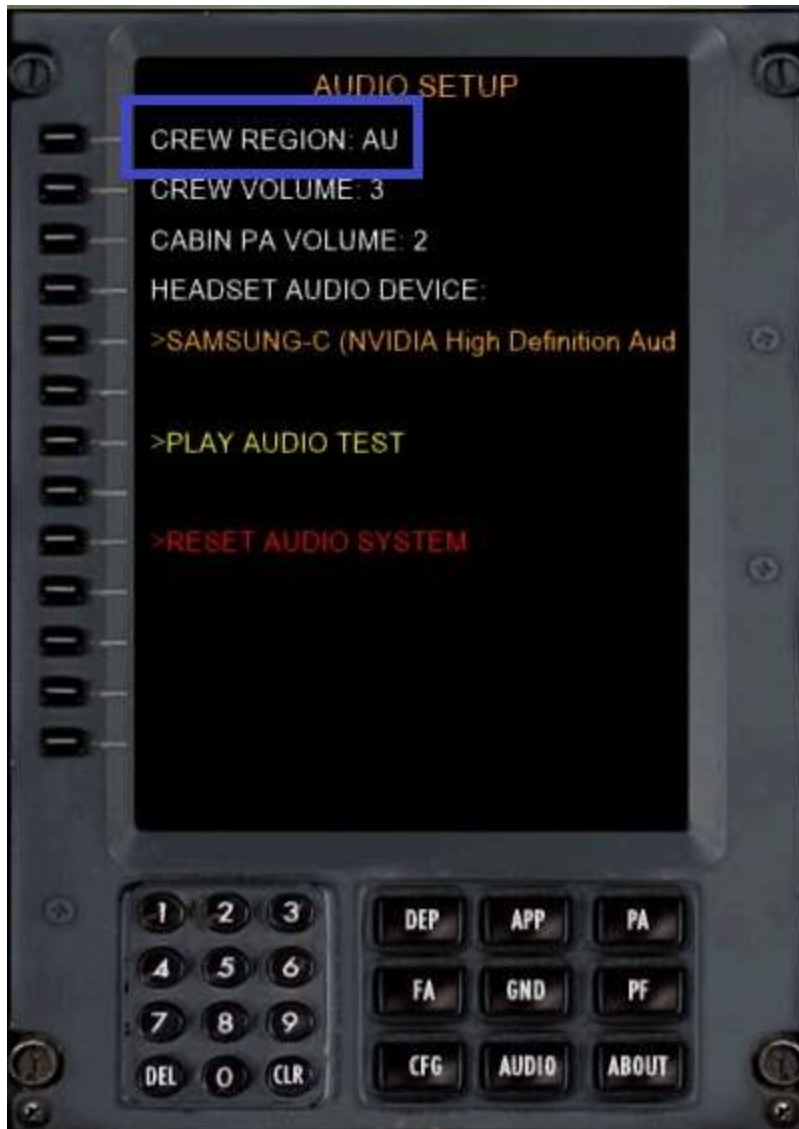 AUDIO SETUP
CREW REGION: AU
CREW VOLUME: 3
CABIN PA VOLUME: 2
HEADSET AUDIO DEVICE:
>SAMSUNG-C (NVIDIA High Definition Aud
>PLAY AUDIO TEST
>RESET AUDIO SYSTEM
1 2 3
4 5 6
7 8 9
DEL 0 CLR
DEP APP PA
FA GND PF
CFG AUDIO ABOUT